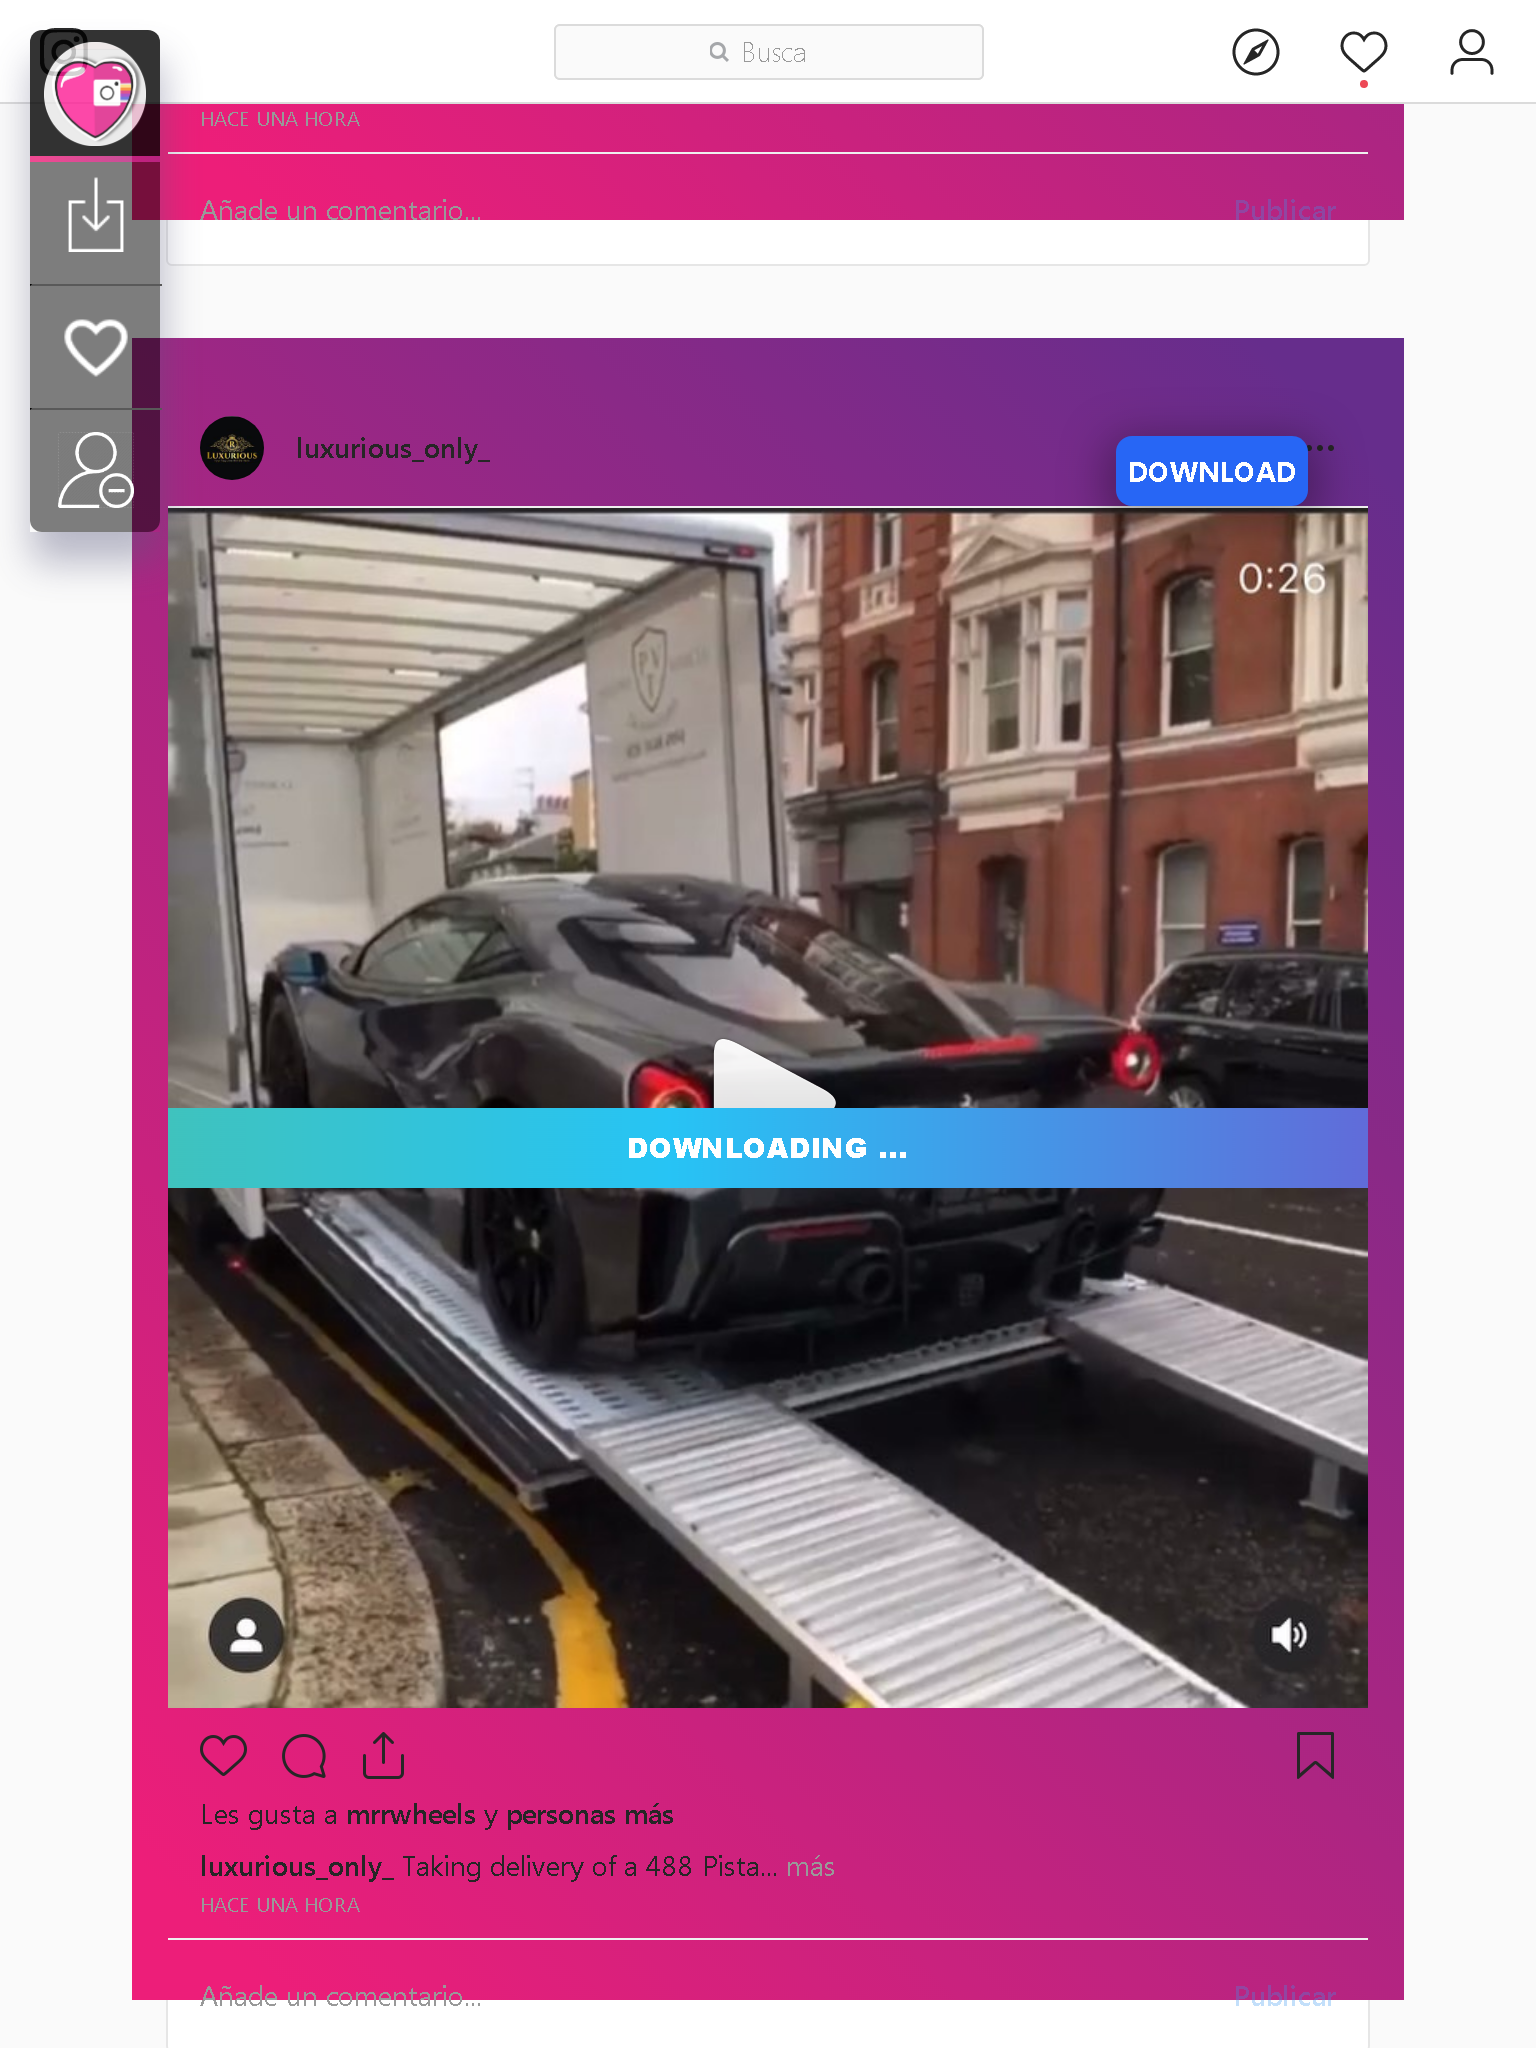 Busca
HACE UNA HORA
Añade un comentario...
Publicar
LUXURIOUS
luxurious_only_
DOWNLOAD
0:26
DOWNLOADING ...
Les gusta a mrrwheels y personas más
luxurious_only_ Taking delivery of a 488 Pista... más
HACE UNA HORA
Añade un comentario...
Publicar